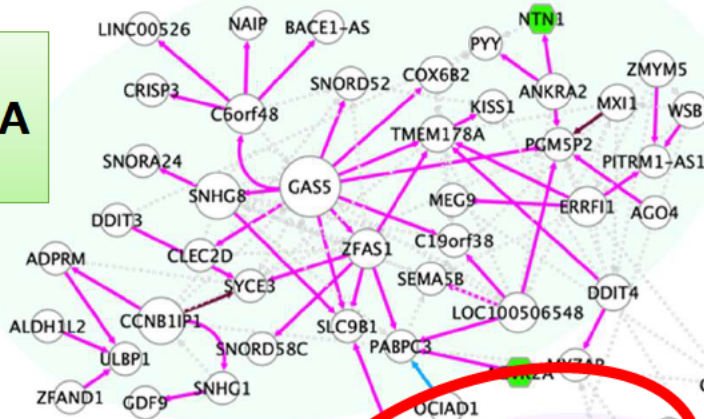 A
LINC00526
NAIP
BACE1-AS
NTN1
PYY
CRISP3
SNORD52
COX6B2
ZMYM5
C6orf48
KISS1
ANKRA2
MXI1
WSB
TMEM178A
PGM5P2
SNORA24
PITRM1-AS1
GAS5
SNHG8
MEG9
ERRFI1
AGO4
DDIT3
ZFAS1
C19orf38
ADPRM
CLEC2D
SYCE3
SEMA5B
DDIT4
ALDH1L2
CCNB1IP1
SLC9B1
LOC100506548
ULBP1
SNORD58C
PABPC3
ZFAND1
GDF9
SNHG1
OCIAD1